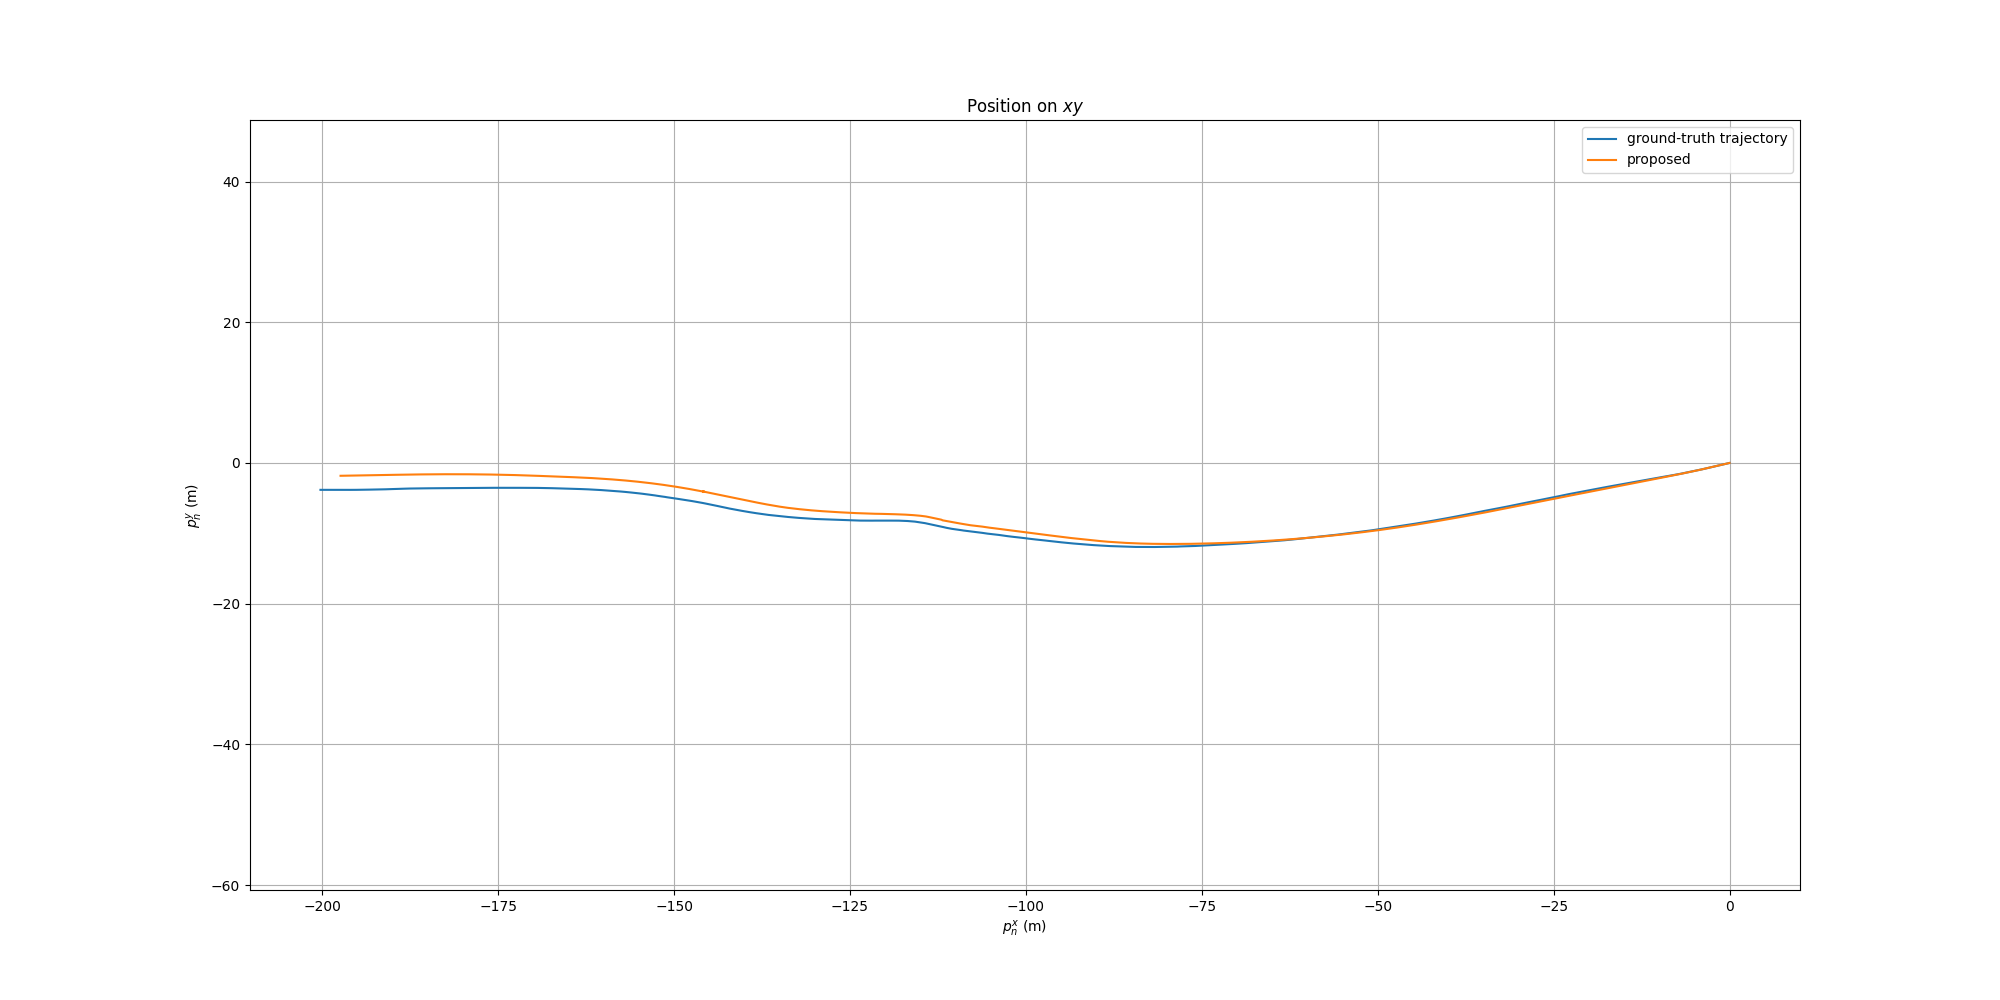 Position on xy
ground-truth trajectory
proposed
40
20
0
−20
−40
−60
p_n^y (m)
−200 −175 −150 −125 −100 −75 −50 −25 0
p_n^x (m)